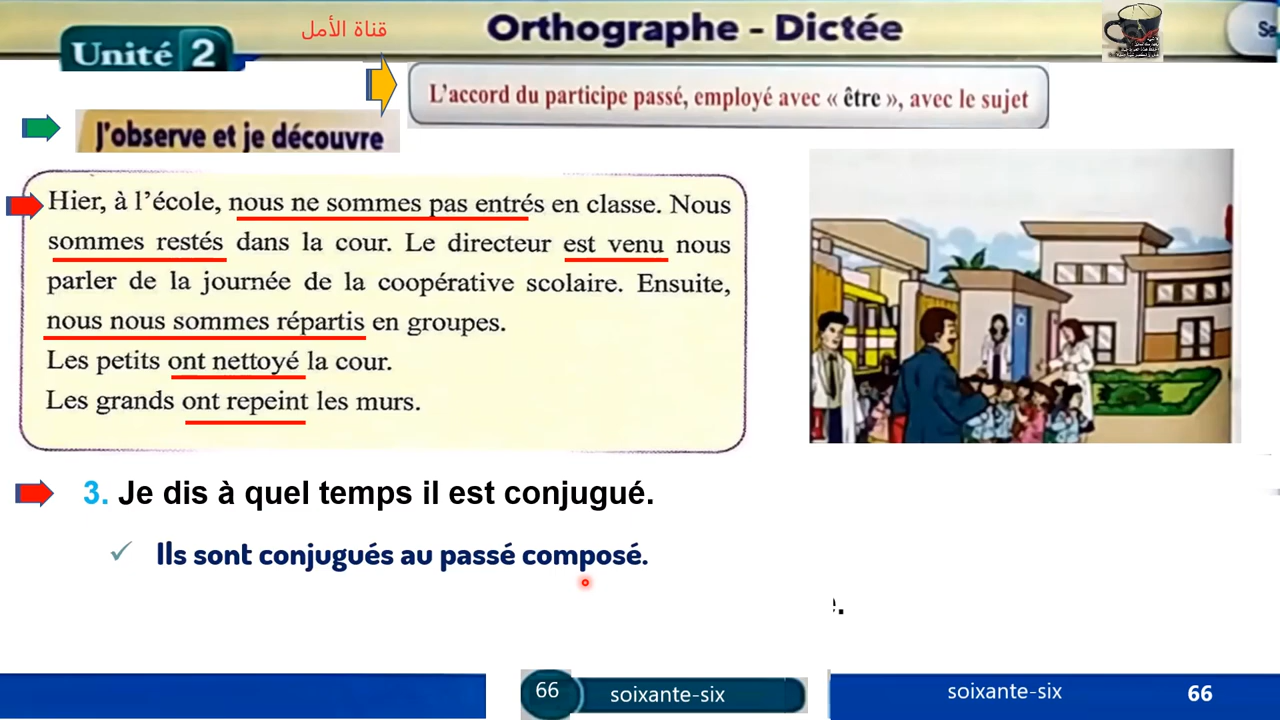 قناة الأمل
Orthographe - Dictée
Unité 2
L'accord du participe passé, employé avec « être », avec le sujet
J'observe et je découvre
Hier, à l'école, nous ne sommes pas entrés en classe. Nous
sommes restés dans la cour. Le directeur est venu nous
parler de la journée de la coopérative scolaire. Ensuite,
nous nous sommes répartis en groupes.
Les petits ont nettoyé la cour.
Les grands ont repeint les murs.
3. Je dis à quel temps il est conjugué.
✓ Ils sont conjugués au passé composé.
66 soixante-six
soixante-six 66